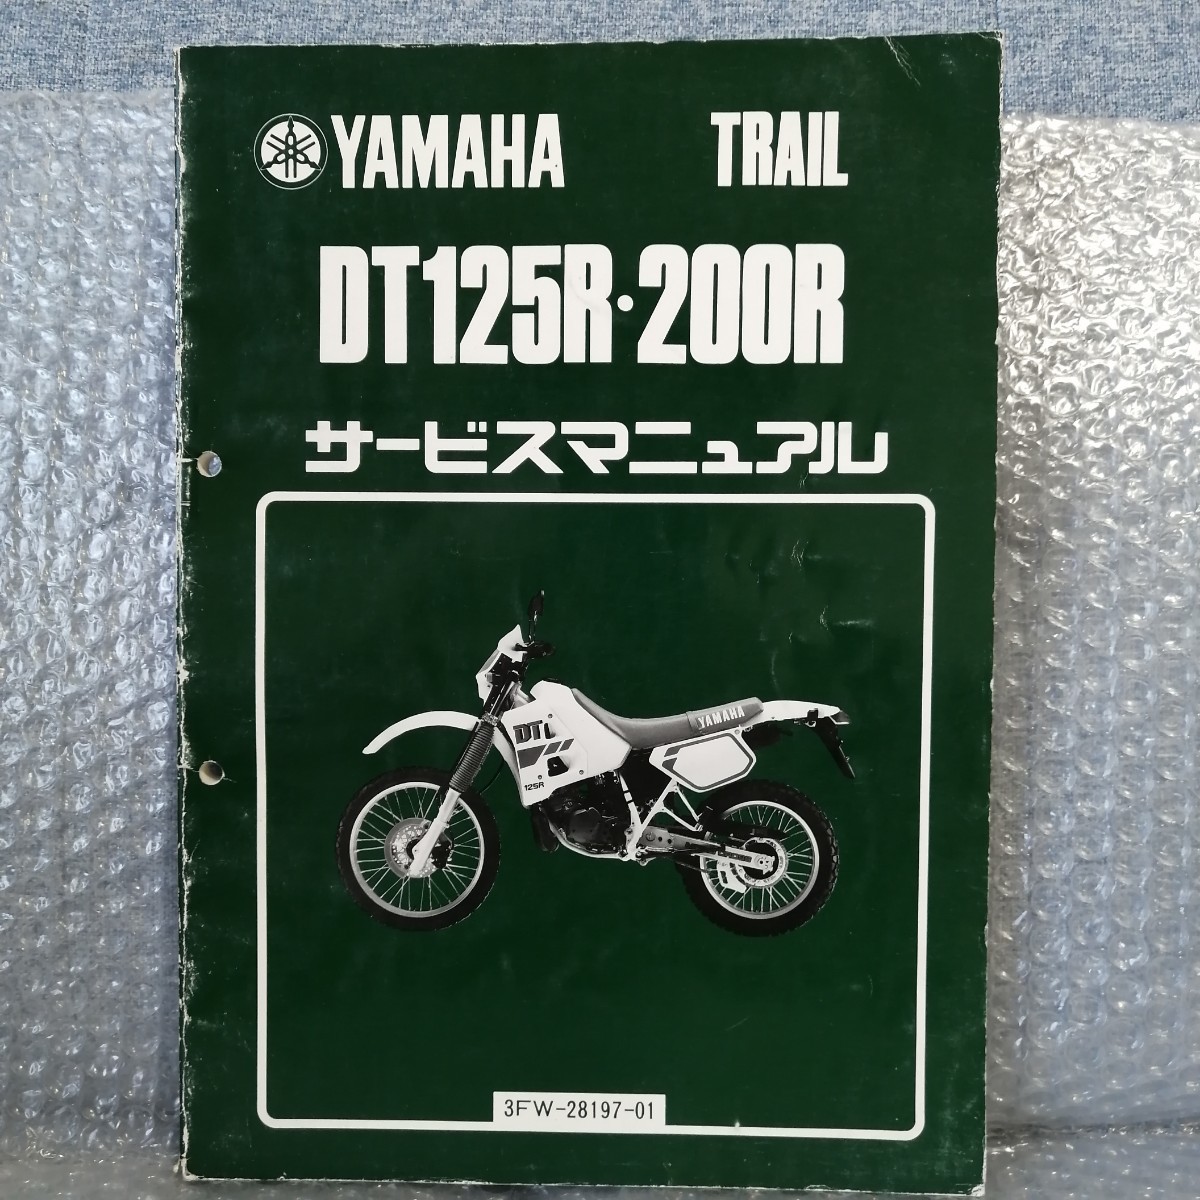 YAMAHA TRAIL
DT125R・200R
サービスマニュアル
YAMAHA
DT
125R
3FW-28197-01